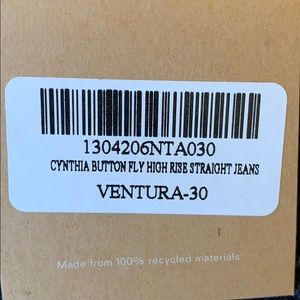 1304206NTA030
CYNTHIA BUTTON FLY HIGH RISE STRAIGHT JEANS
VENTURA-30
Made from 100% recycled materials